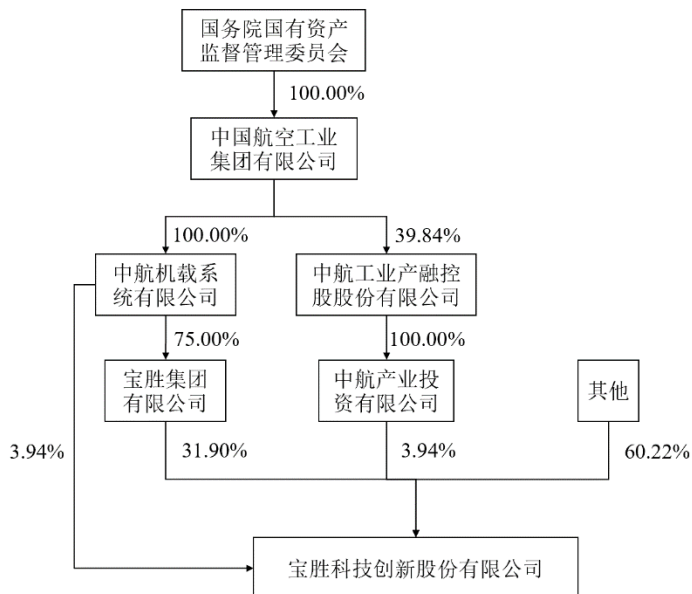 国务院国有资产
监督管理委员会
100.00%
中国航空工业
集团有限公司
100.00%
39.84%
中航机载系
统有限公司
中航工业产融控
股股份有限公司
75.00%
100.00%
宝胜集团
有限公司
中航产业投
资有限公司
其他
3.94%
31.90%
3.94%
60.22%
宝胜科技创新股份有限公司